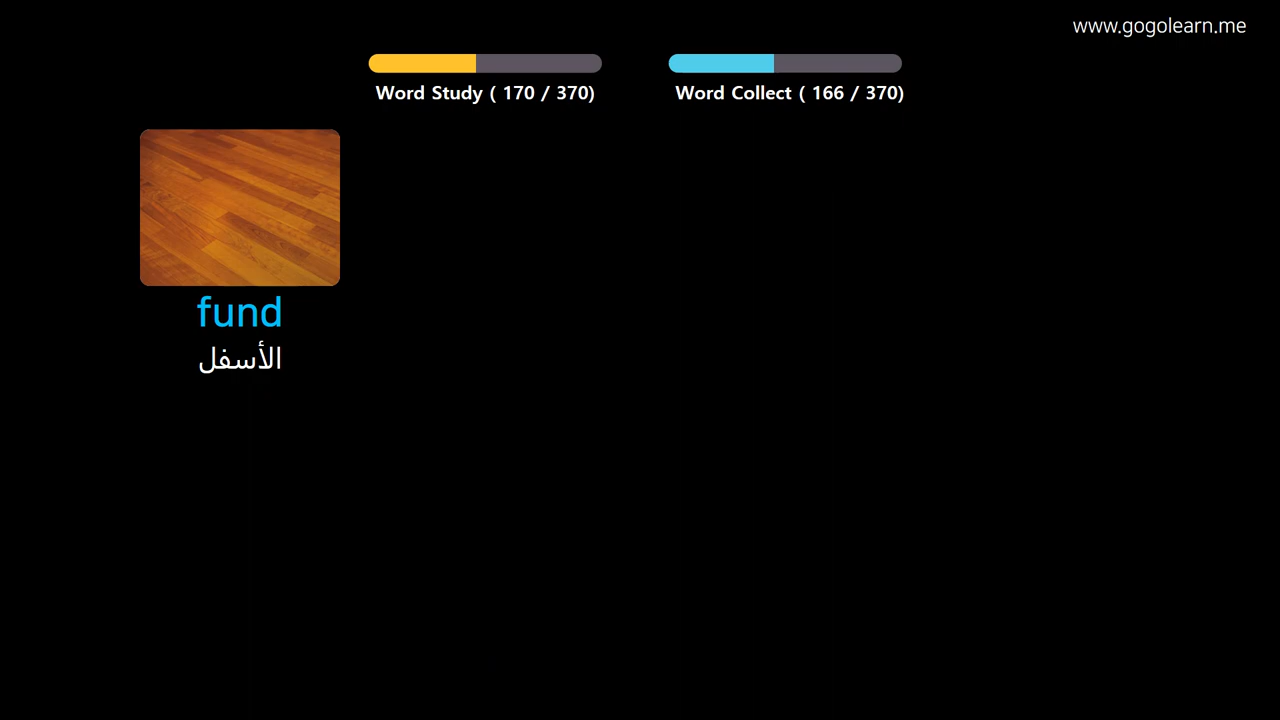 www.gogolearn.me
Word Study ( 170 / 370)
Word Collect ( 166 / 370)
fund
الأسفل